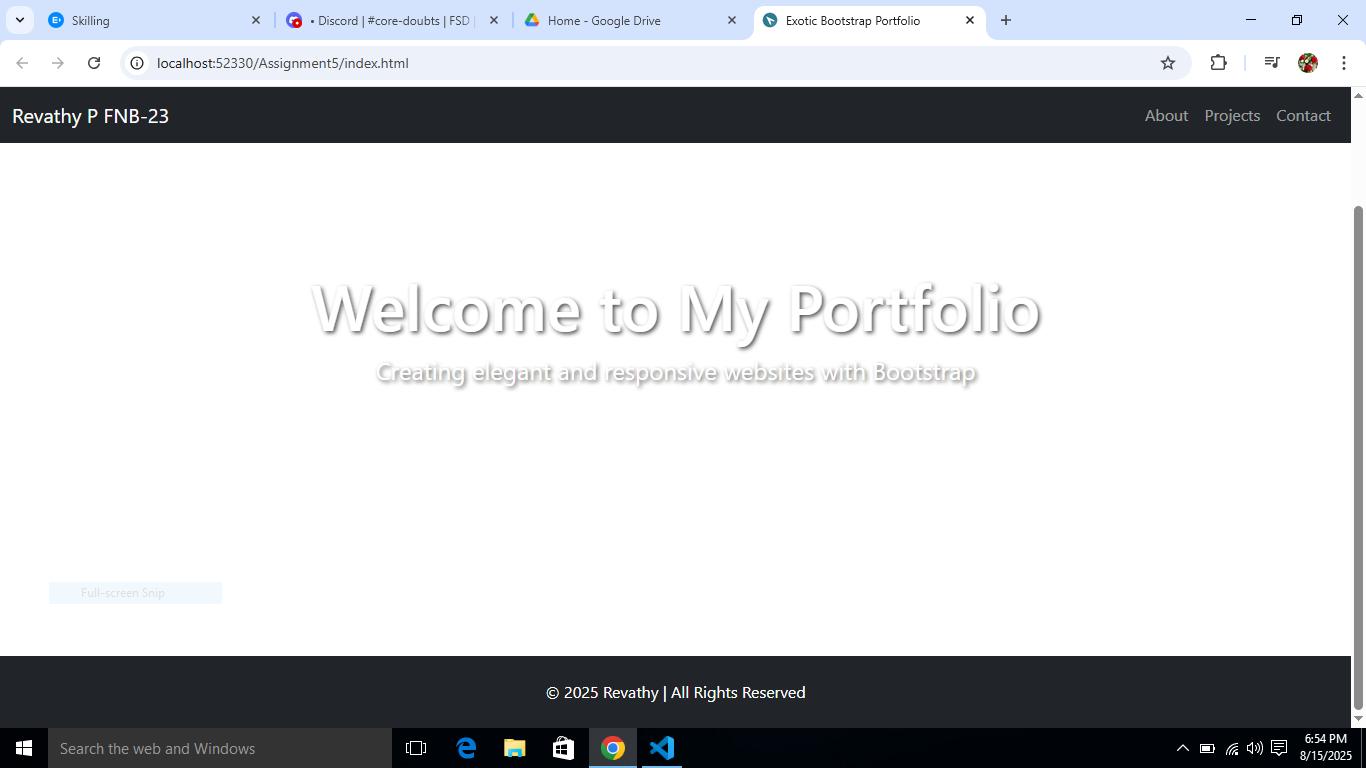 Skilling
• Discord | #core-doubts | FSD
Home - Google Drive
Exotic Bootstrap Portfolio
localhost:52330/Assignment5/index.html
Revathy P FNB-23
About
Projects
Contact
Welcome to My Portfolio
Creating elegant and responsive websites with Bootstrap
Full-screen Snip
© 2025 Revathy | All Rights Reserved
Search the web and Windows
6:54 PM
8/15/2025